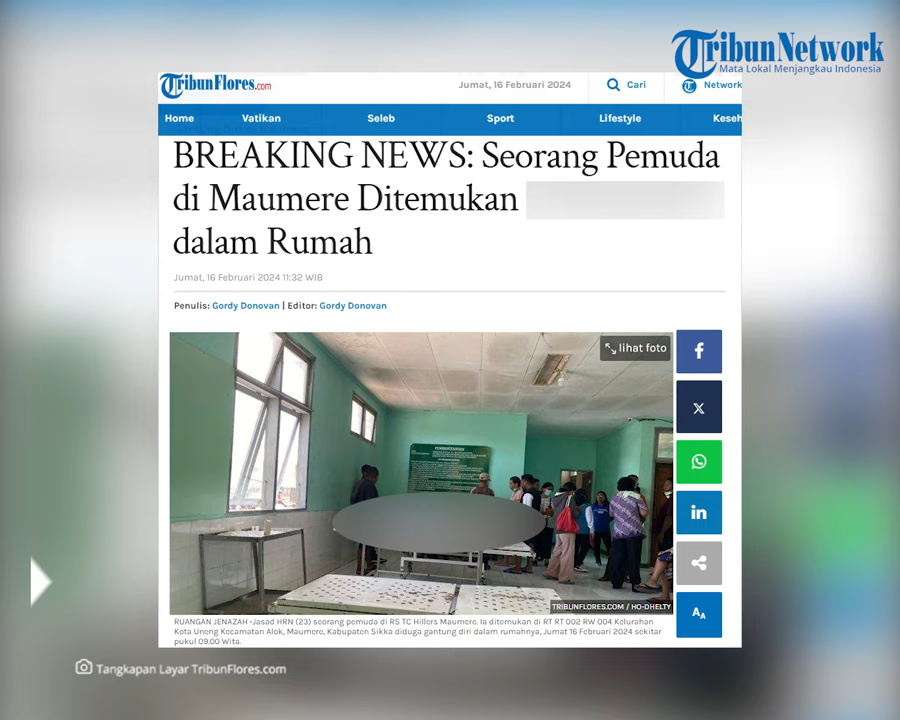 TribunNetwork
Mata Lokal Menjangkau Indonesia
TribunFlores.com
Jumat, 16 Februari 2024
Cari
Network
Home Vatikan Seleb Sport Lifestyle Keseh
BREAKING NEWS: Seorang Pemuda
di Maumere Ditemukan
dalam Rumah
Jumat, 16 Februari 2024 11:32 WIB
Penulis: Gordy Donovan | Editor: Gordy Donovan
lihat foto
TRIBUNFLORES.COM / HO-DHELTY
RUANGAN JENAZAH -Jasad HRN (23) seorang pemuda di RS TC Hillers Maumere. Ia ditemukan di RT RT 002 RW 004 Kelurahan
Kota Uneng Kecamatan Alok, Maumere, Kabupaten Sikka diduga gantung diri dalam rumahnya, Jumat 16 Februari 2024 sekitar
pukul 09.00 Wita.
Tangkapan Layar TribunFlores.com